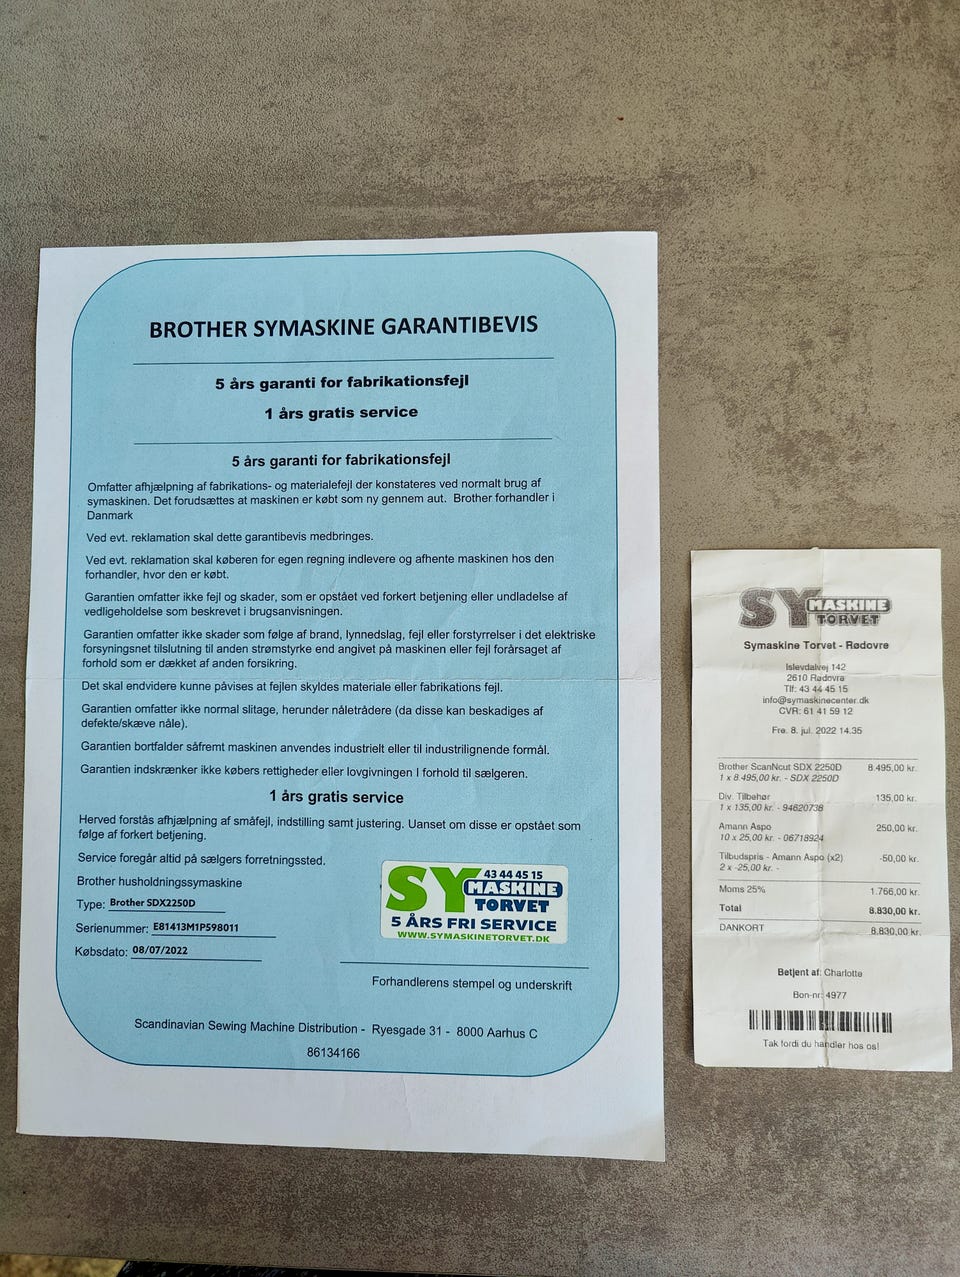 BROTHER SYMASKINE GARANTIBEVIS
5 års garanti for fabrikationsfejl
1 års gratis service
5 års garanti for fabrikationsfejl
Omfatter afhjælpning af fabrikations- og materialefejl der konstateres ved normalt brug af
symaskinen. Det forudsættes at maskinen er købt som ny gennem aut. Brother forhandler i
Danmark
Ved evt. reklamation skal dette garantibevis medbringes.
Ved evt. reklamation skal køberen for egen regning indlevere og afhente maskinen hos den
forhandler, hvor den er købt.
Garantien omfatter ikke fejl og skader, som er opstået ved forkert betjening eller undladelse af
vedligeholdelse som beskrevet i brugsanvisningen.
Garantien omfatter ikke skader som følge af brand, lynnedslag, fejl eller forstyrrelser i det elektriske
forsyningsnet tilslutning til anden strømstyrke end angivet på maskinen eller fejl forårsaget af
forhold som er dækket af anden forsikring.
Det skal endvidere kunne påvises at fejlen skyldes materiale eller fabrikations fejl.
Garantien omfatter ikke normal slitage, herunder nåletrådere (da disse kan beskadiges af
defekte/skæve nåle).
Garantien bortfalder såfremt maskinen anvendes industrielt eller til industrilignende formål.
Garantien indskrænker ikke købers rettigheder eller lovgivningen I forhold til sælgeren.
1 års gratis service
Herved forstås afhjælpning af småfejl, indstilling samt justering. Uanset om disse er opstået som
følge af forkert betjening.
Service foregår altid på sælgers forretningssted.
Brother husholdningssymaskine
Type: Brother SDX2250D
Serienummer: E81413M1P598011
Købsdato: 08/07/2022
43 44 45 15
SY MASKINE
TORVET
5 ÅRS FRI SERVICE
WWW.SYMASKINETORVET.DK
Forhandlerens stempel og underskrift
Scandinavian Sewing Machine Distribution - Ryesgade 31 - 8000 Aarhus C
86134166
SY MASKINE
TORVET
Symaskine Torvet - Rødovre
Islevdalvej 142
2610 Rødovre
Tlf: 43 44 45 15
info@symaskinecenter.dk
CVR: 61 41 59 12
Fre. 8. jul. 2022 14.35
Brother ScanNcut SDX 2250D 8.495,00 kr.
1 x 8.495,00 kr. - SDX 2250D
Div. Tilbehør 135,00 kr.
1 x 135,00 kr. - 94620738
Amann Aspo 250,00 kr.
10 x 25,00 kr. - 06718924
Tilbudspris - Amann Aspo (x2) -50,00 kr.
2 x -25,00 kr. -
Moms 25% 1.766,00 kr.
Total 8.830,00 kr.
DANKORT 8.830,00 kr.
Betjent af: Charlotte
Bon-nr: 4977
Tak fordi du handler hos os!